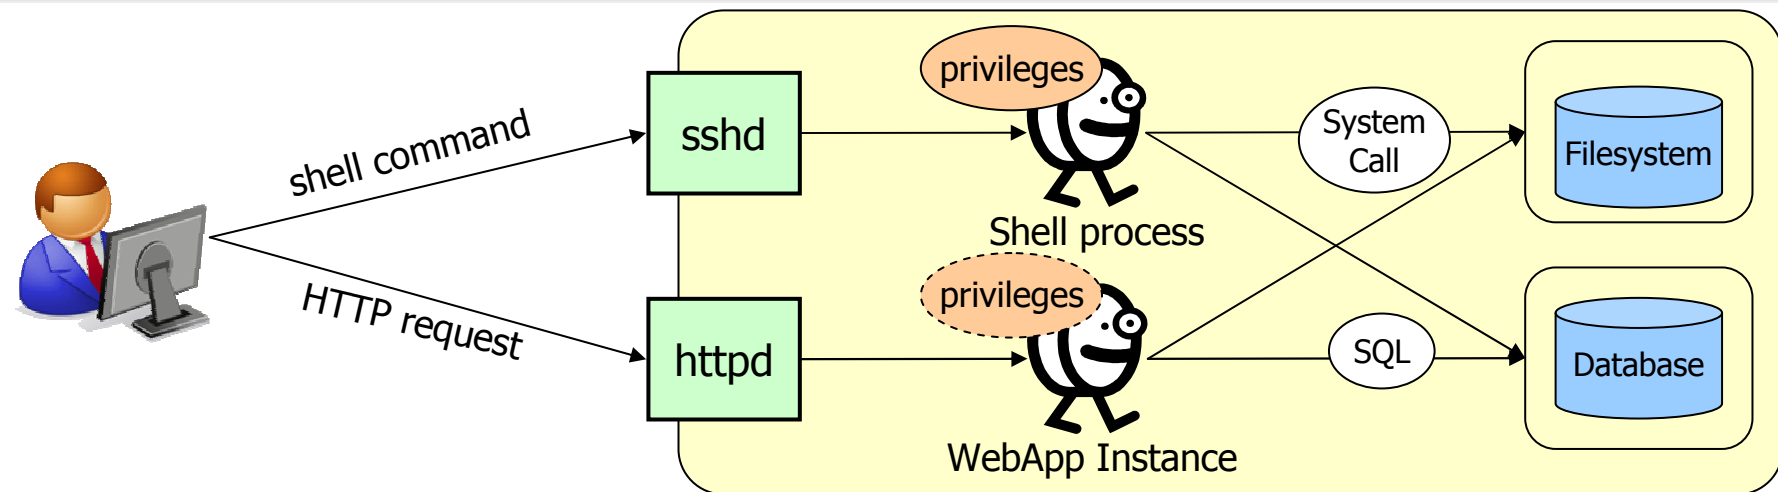 privileges
sshd
shell command
System
Call
Filesystem
Shell process
HTTP request
privileges
httpd
SQL
Database
WebApp Instance